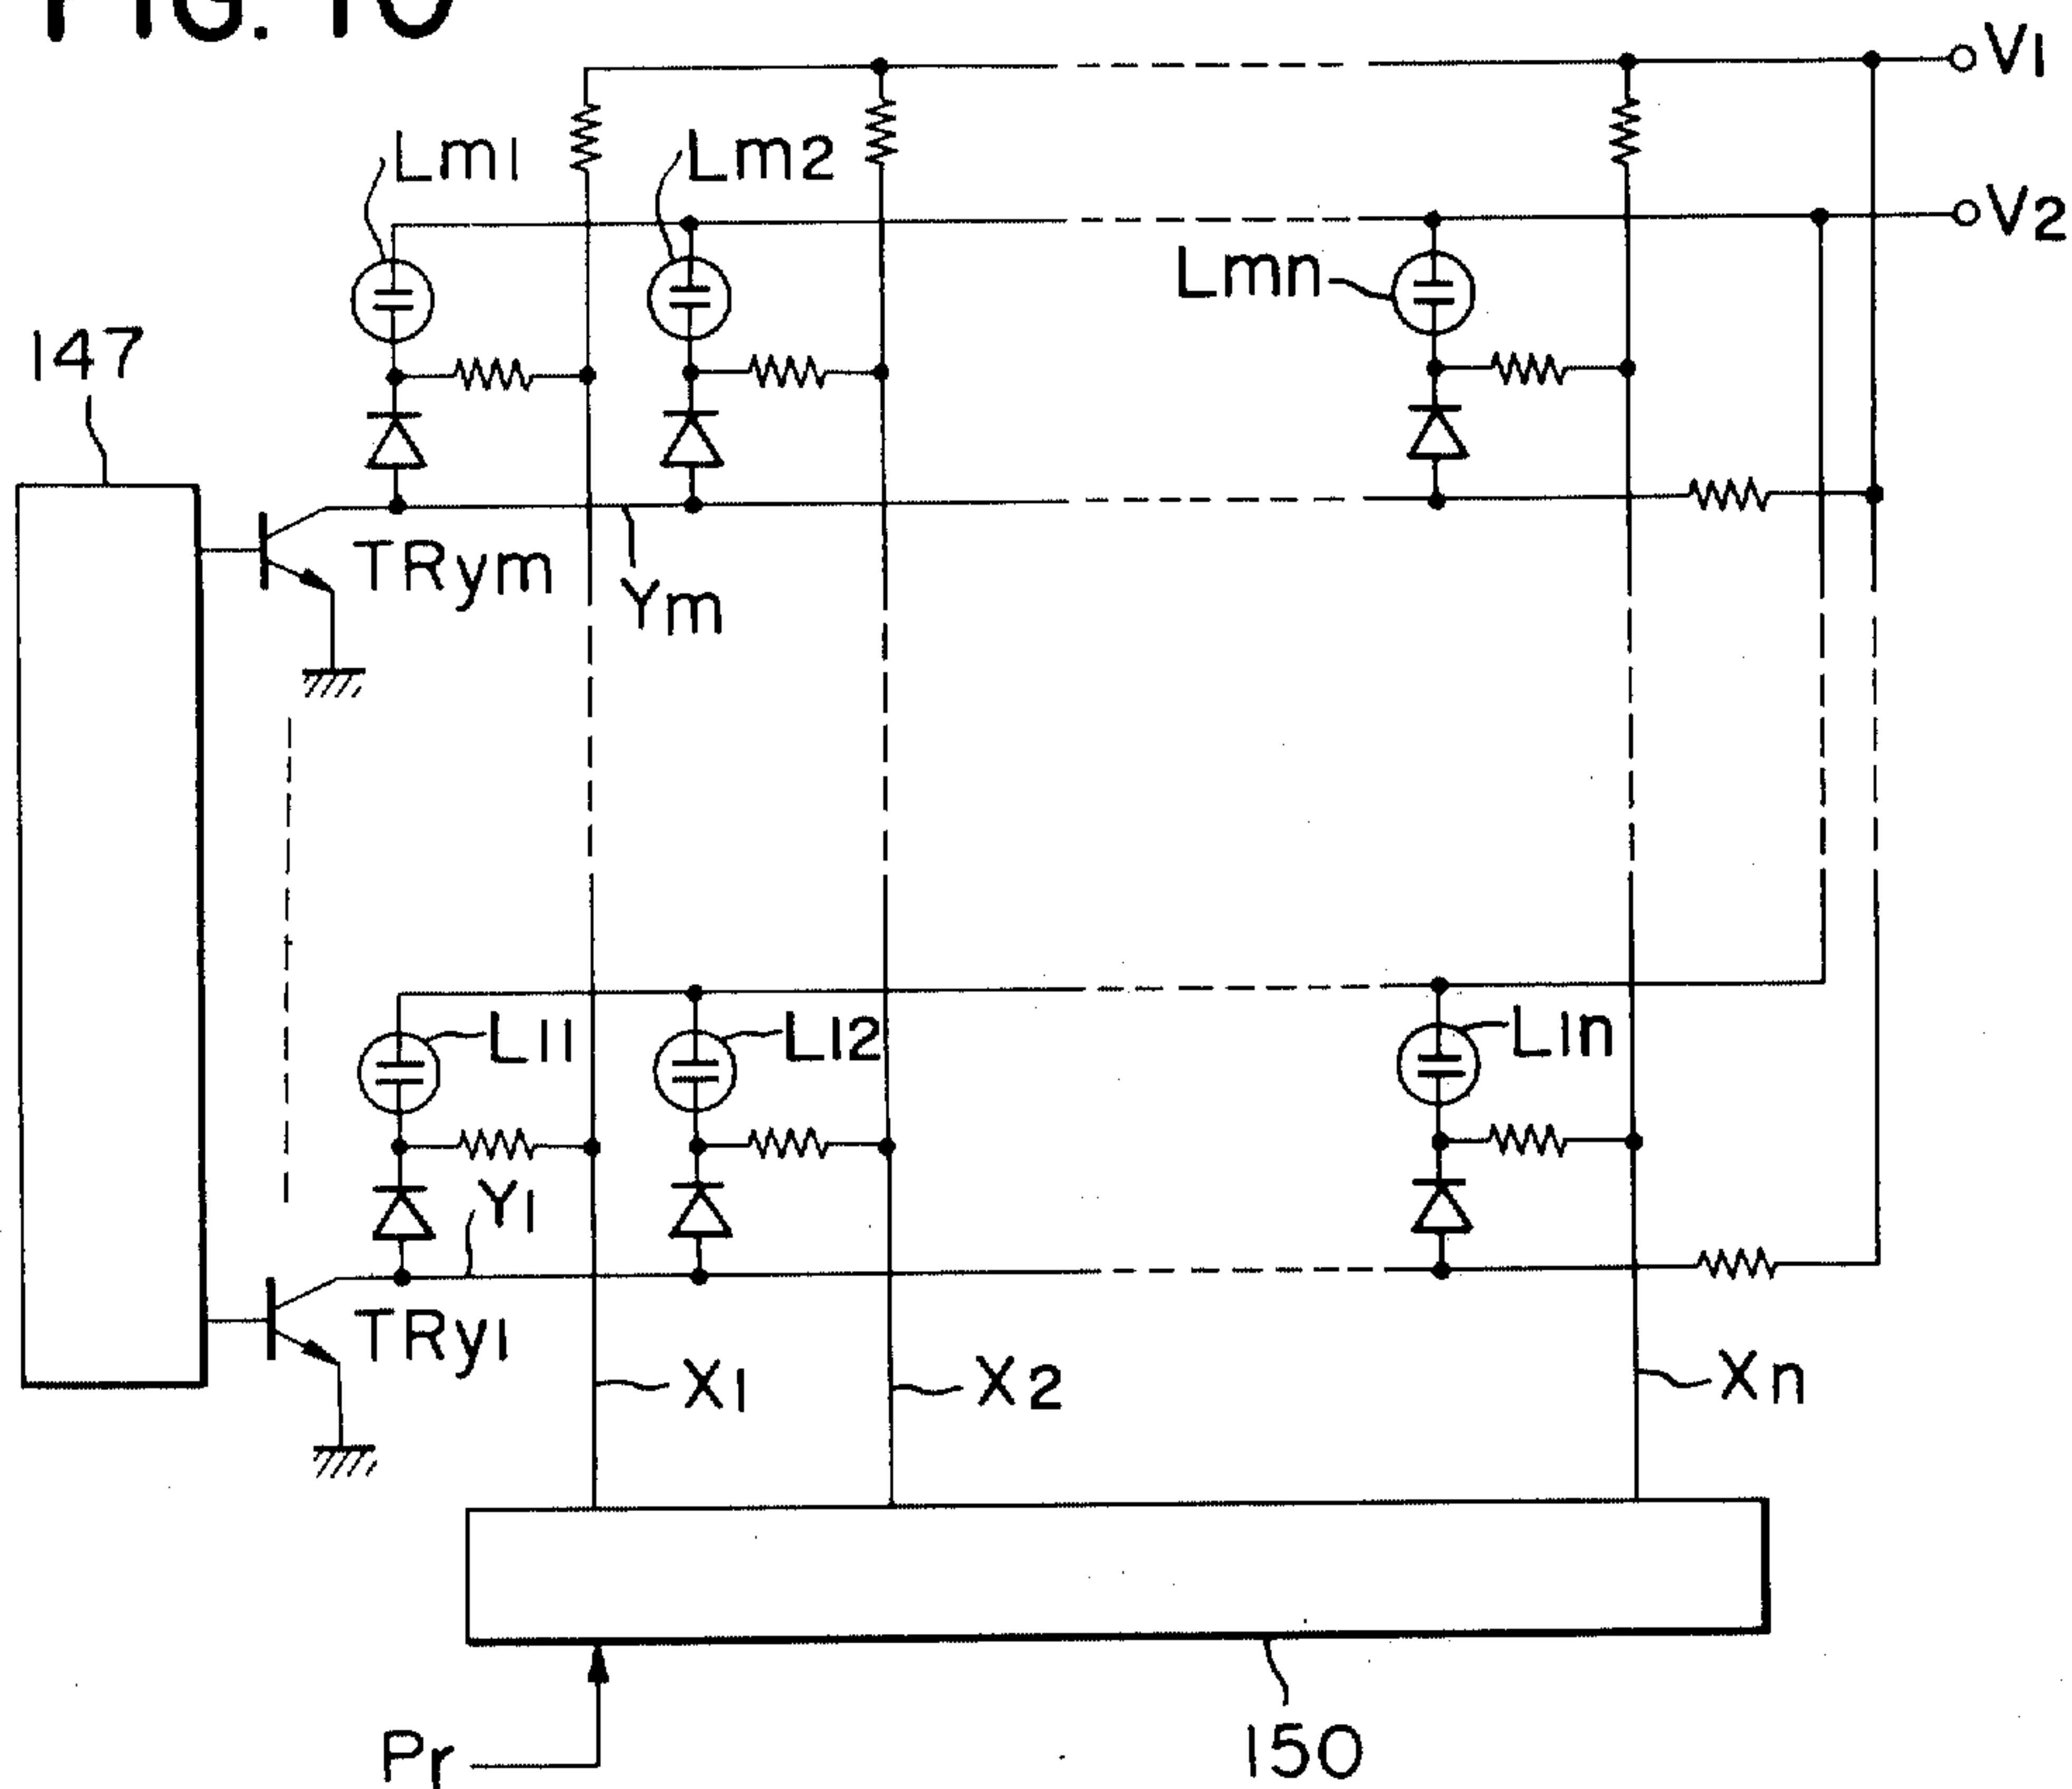 FIG. 10
V1
Lm1
Lm2
V2
Lmn
147
TRym
Ym
L11
L12
L1n
Y1
TRy1
X1
X2
Xn
150
Pr